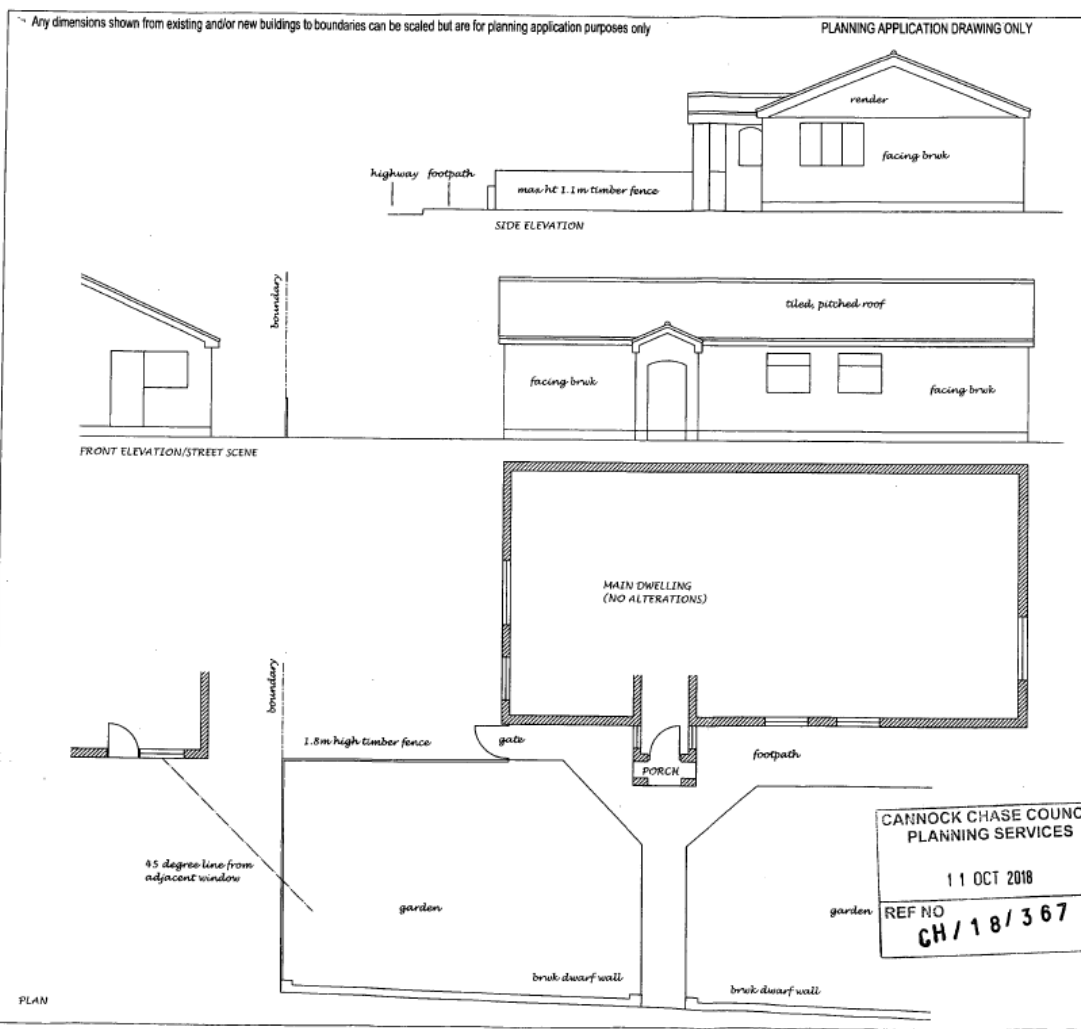 Any dimensions shown from existing and/or new buildings to boundaries can be scaled but are for planning application purposes only
PLANNING APPLICATION DRAWING ONLY
render
facing brwk
highway
footpath
max ht 1.1m timber fence
SIDE ELEVATION
boundary
tiled, pitched roof
facing brwk
facing brwk
FRONT ELEVATION/STREET SCENE
MAIN DWELLING
(NO ALTERATIONS)
boundary
1.8m high timber fence
gate
PORCH
footpath
45 degree line from
adjacent window
garden
garden
CANNOCK CHASE COUNC
PLANNING SERVICES
11 OCT 2018
REF NO
CH/18/367
brwk dwarf wall
brwk dwarf wall
PLAN